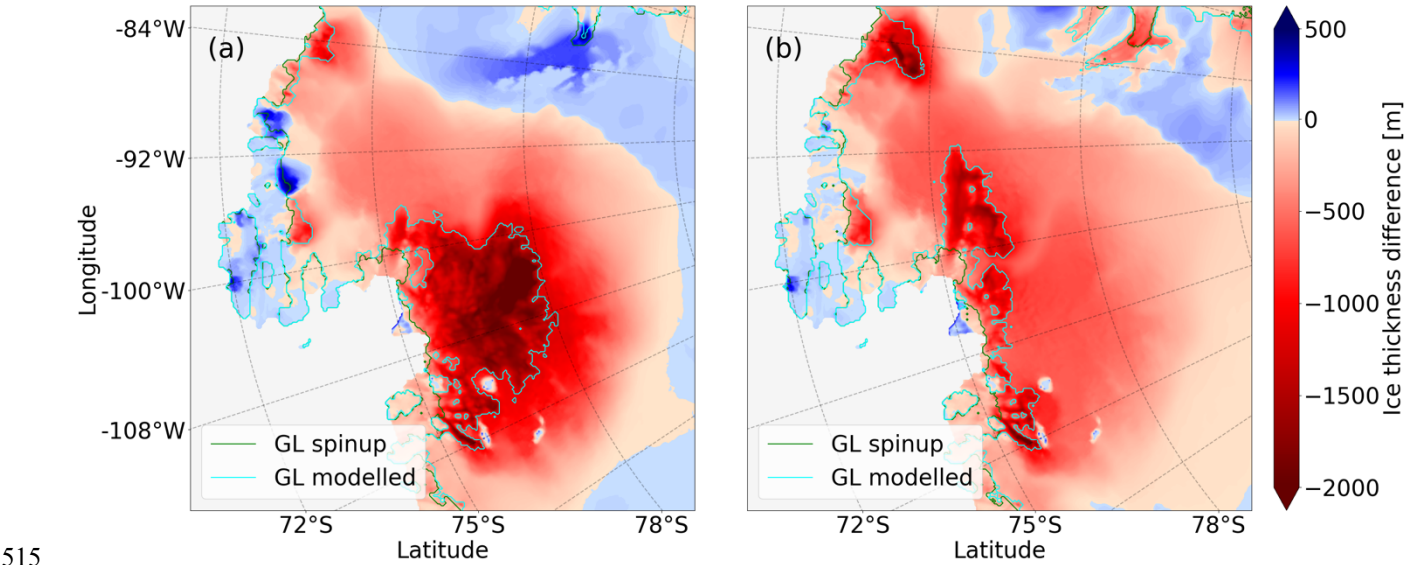 (a)
-84°W
-92°W
-100°W
-108°W
Longitude
GL spinup
GL modelled
72°S 75°S 78°S
Latitude
(b)
GL spinup
GL modelled
72°S 75°S 78°S
Latitude
500
0
−500
−1000
−1500
−2000
Ice thickness difference [m]
515